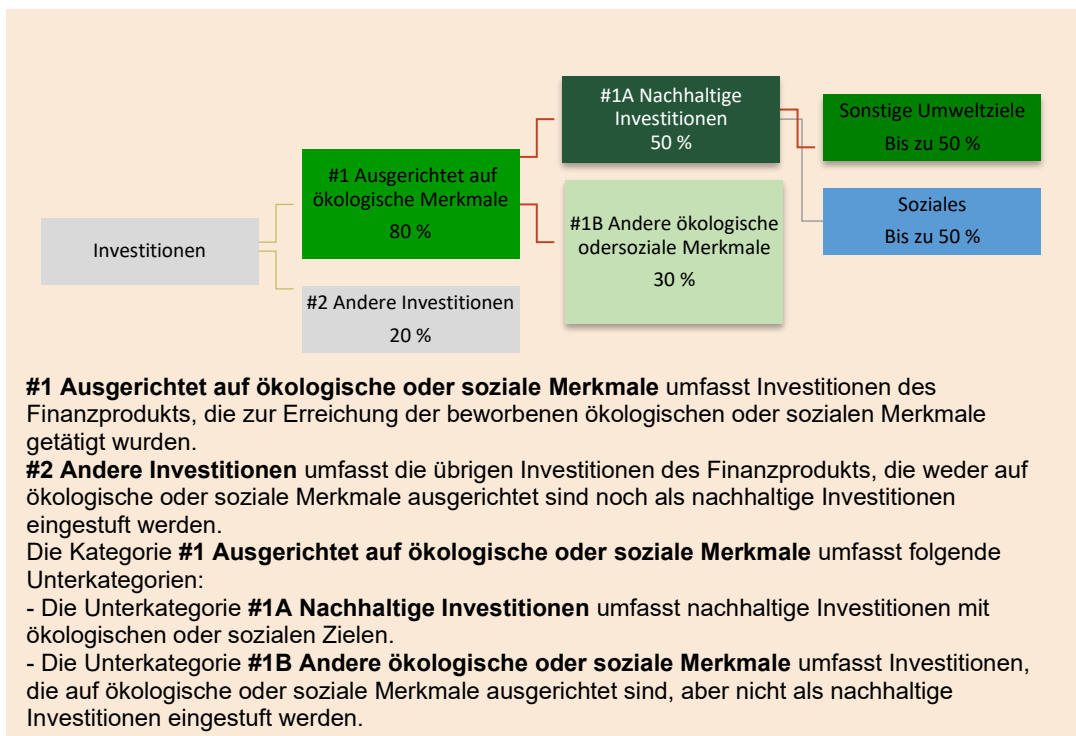 #1A Nachhaltige
Investitionen
50 %
Sonstige Umweltziele
Bis zu 50 %
#1 Ausgerichtet auf
ökologische Merkmale
80 %
Soziales
Bis zu 50 %
#1B Andere ökologische
odersoziale Merkmale
30 %
Investitionen
#2 Andere Investitionen
20 %
#1 Ausgerichtet auf ökologische oder soziale Merkmale umfasst Investitionen des
Finanzprodukts, die zur Erreichung der beworbenen ökologischen oder sozialen Merkmale
getätigt wurden.
#2 Andere Investitionen umfasst die übrigen Investitionen des Finanzprodukts, die weder auf
ökologische oder soziale Merkmale ausgerichtet sind noch als nachhaltige Investitionen
eingestuft werden.
Die Kategorie #1 Ausgerichtet auf ökologische oder soziale Merkmale umfasst folgende
Unterkategorien:
- Die Unterkategorie #1A Nachhaltige Investitionen umfasst nachhaltige Investitionen mit
ökologischen oder sozialen Zielen.
- Die Unterkategorie #1B Andere ökologische oder soziale Merkmale umfasst Investitionen,
die auf ökologische oder soziale Merkmale ausgerichtet sind, aber nicht als nachhaltige
Investitionen eingestuft werden.